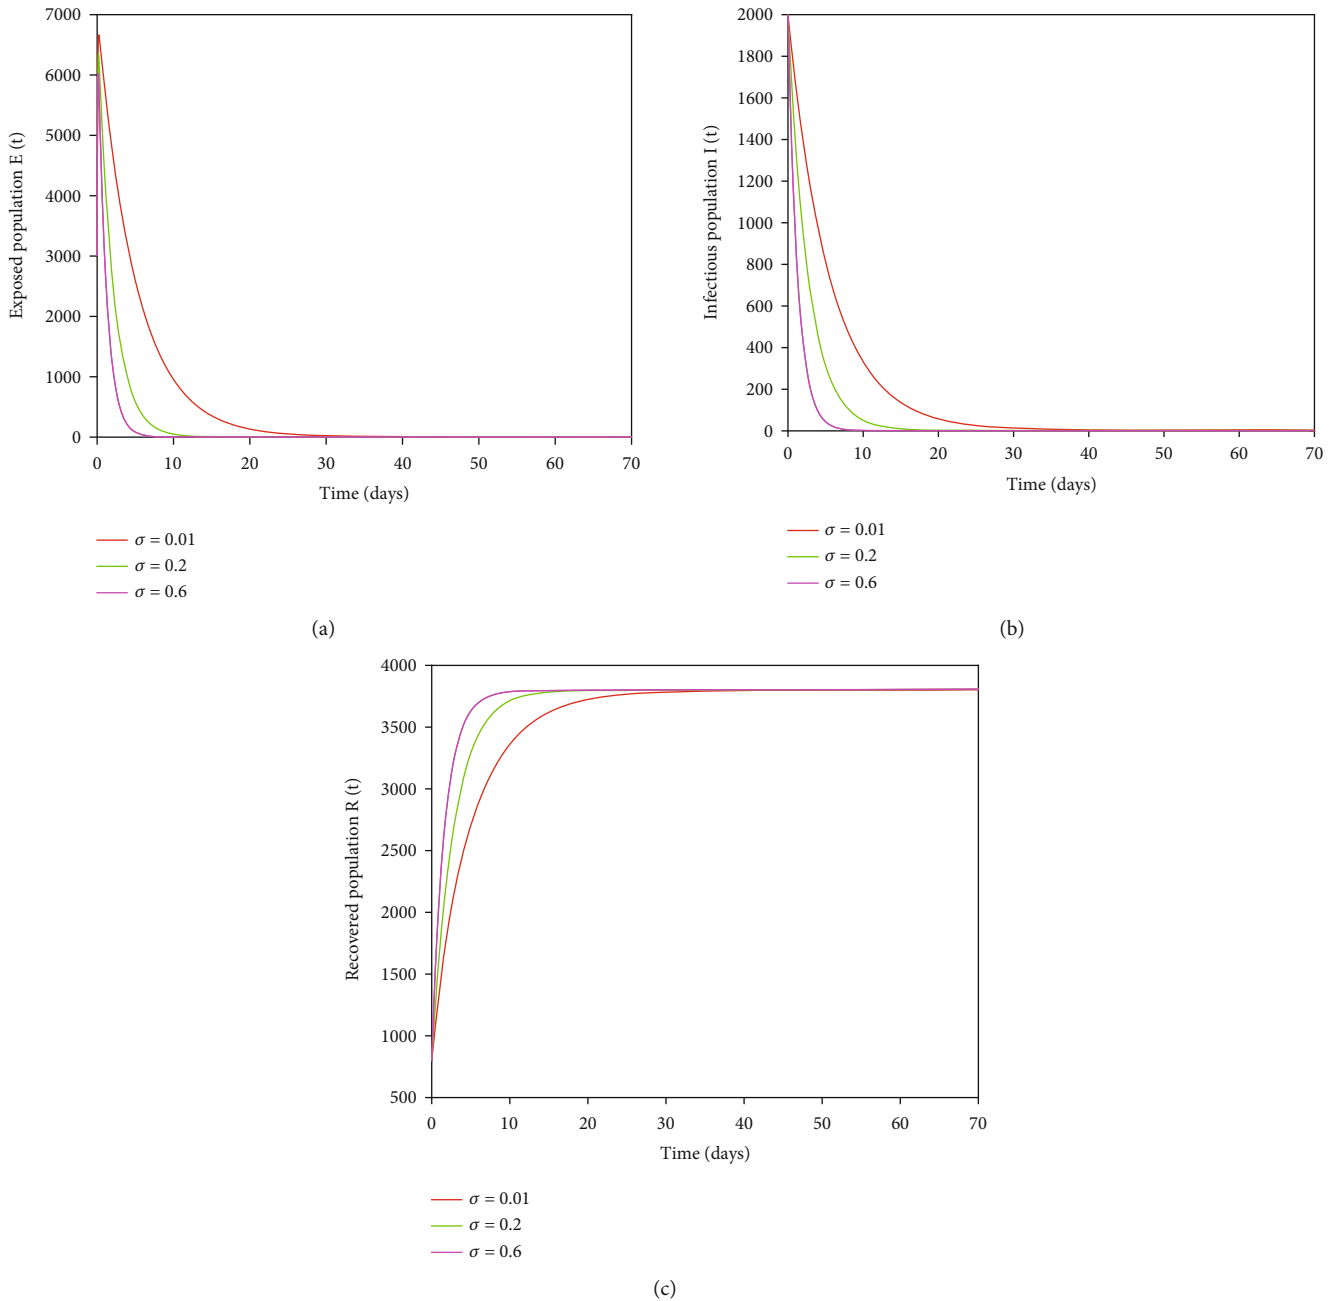 Exposed population E (t)
7000
6000
5000
4000
3000
2000
1000
0
0 10 20 30 40 50 60 70
Time (days)
σ = 0.01
σ = 0.2
σ = 0.6
(a)
Infectious population I (t)
2000
1800
1600
1400
1200
1000
800
600
400
200
0
0 10 20 30 40 50 60 70
Time (days)
σ = 0.01
σ = 0.2
σ = 0.6
(b)
Recovered population R (t)
4000
3500
3000
2500
2000
1500
1000
500
0 10 20 30 40 50 60 70
Time (days)
σ = 0.01
σ = 0.2
σ = 0.6
(c)